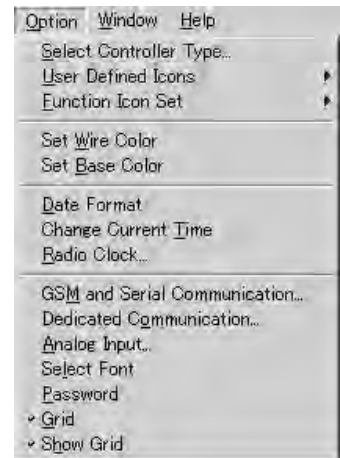 Option Window Help
Select Controller Type...
User Defined Icons
Function Icon Set
Set Wire Color
Set Base Color
Date Format
Change Current Time
Radio Clock...
GSM and Serial Communication...
Dedicated Communication...
Analog Input...
Select Font
Password
Grid
Show Grid